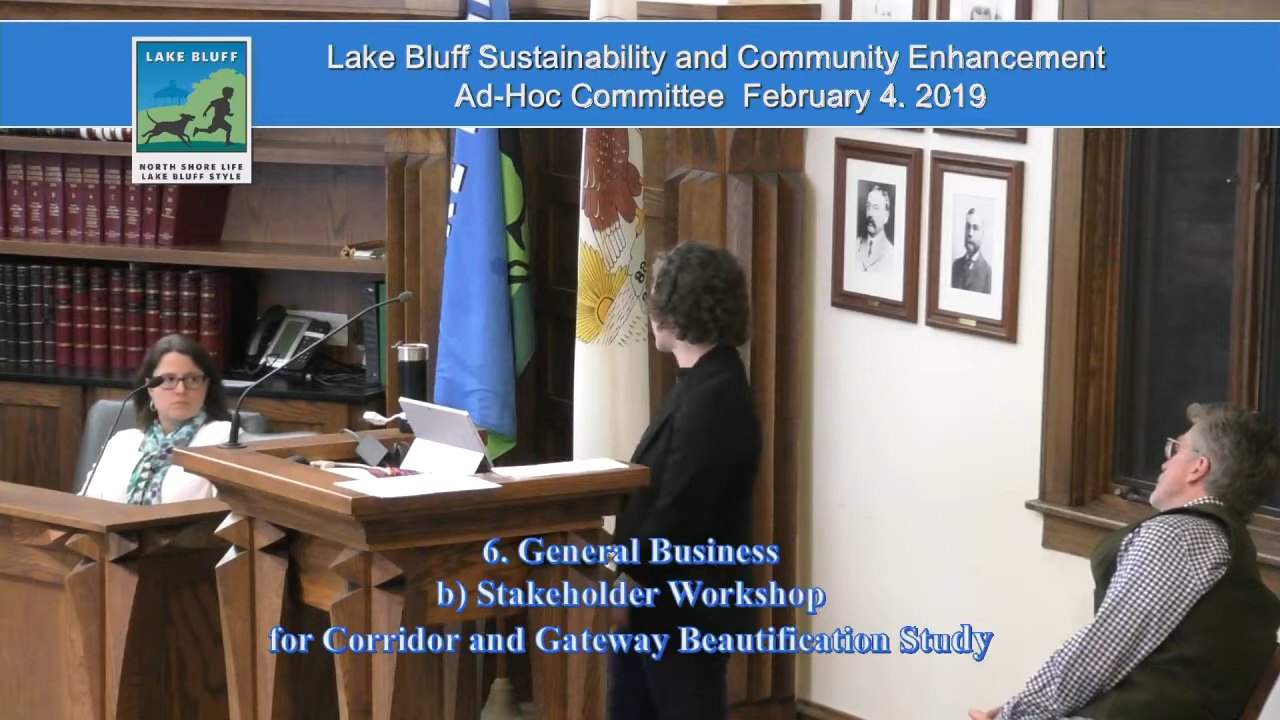 Lake Bluff Sustainability and Community Enhancement
Ad-Hoc Committee February 4. 2019
LAKE BLUFF
NORTH SHORE LIFE
LAKE BLUFF STYLE
6. General Business
b) Stakeholder Workshop
for Corridor and Gateway Beautification Study